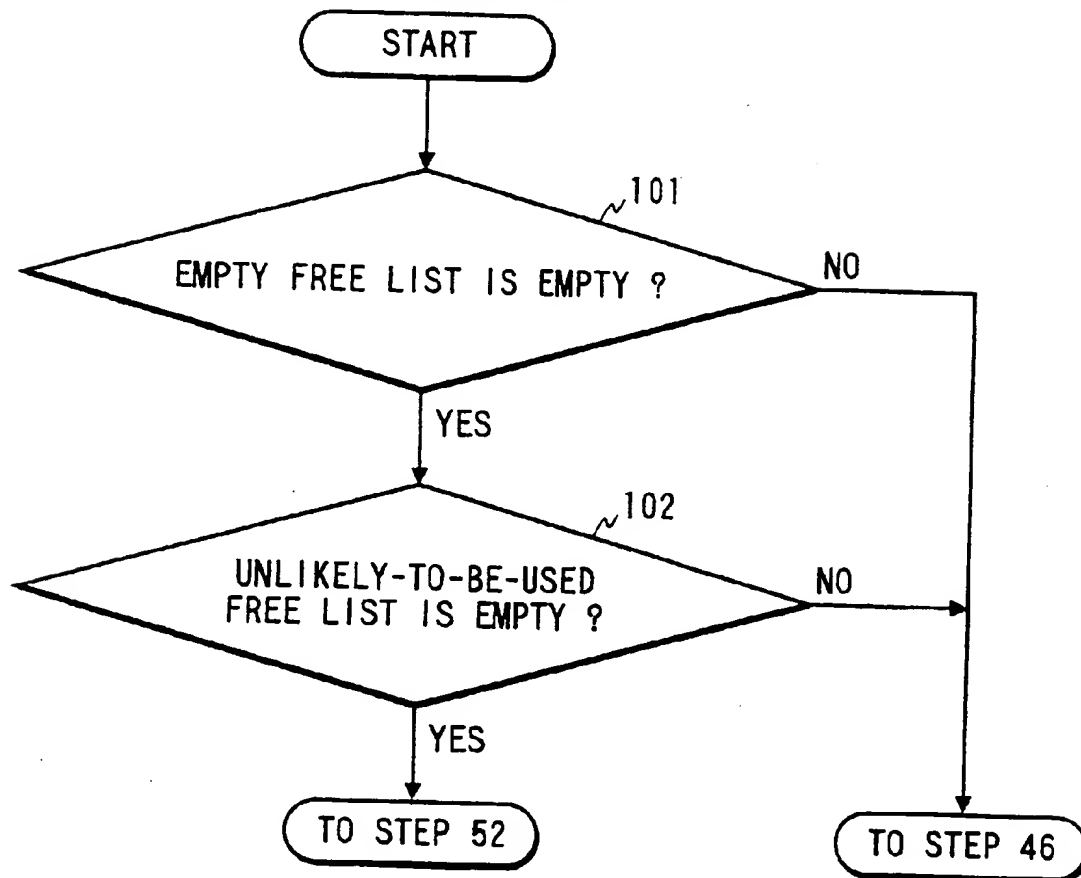 START
101
EMPTY FREE LIST IS EMPTY ?
NO
YES
102
UNLIKELY-TO-BE-USED
FREE LIST IS EMPTY ?
NO
YES
TO STEP 52
TO STEP 46